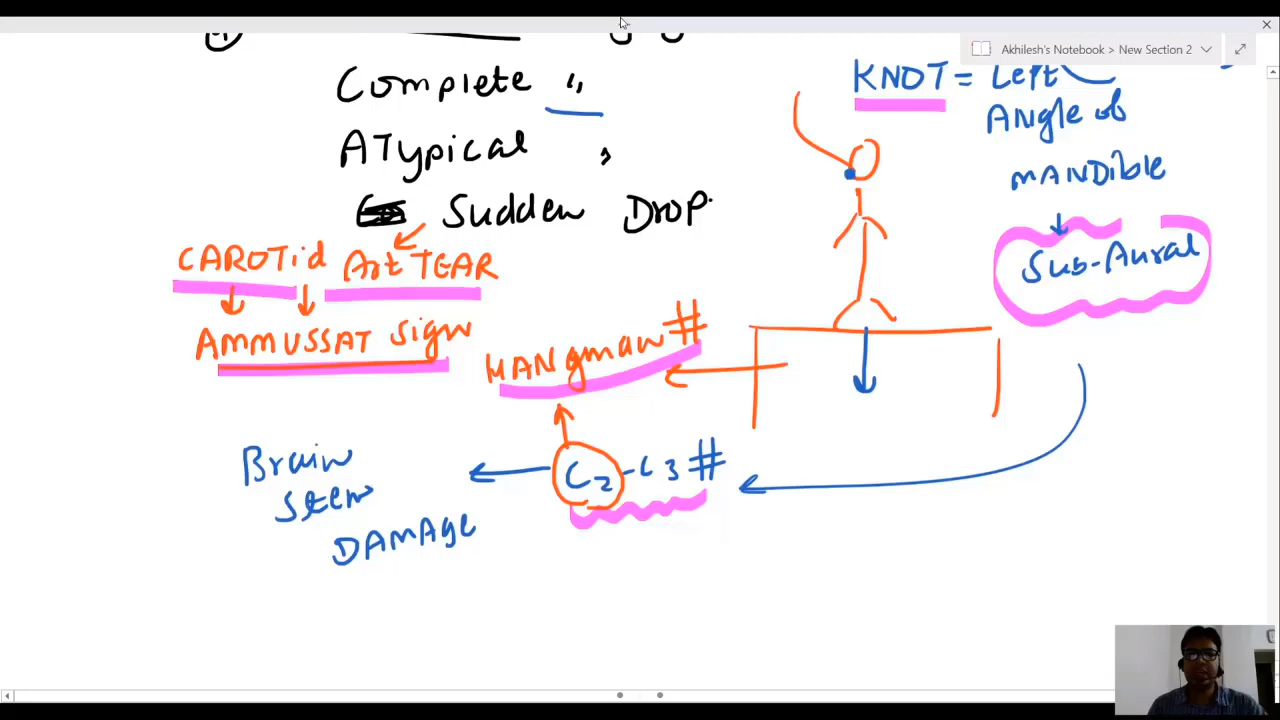 Akhilesh's Notebook > New Section 2
Complete "
KNOT = Left
Angle of
MANDible
ATypical "
Sudden DROP
Sub-Aural
CAROTid Art TEAR
AMMUSSAT sign
HANgman #
C2-C3 #
Brain
Stem
DAMAge